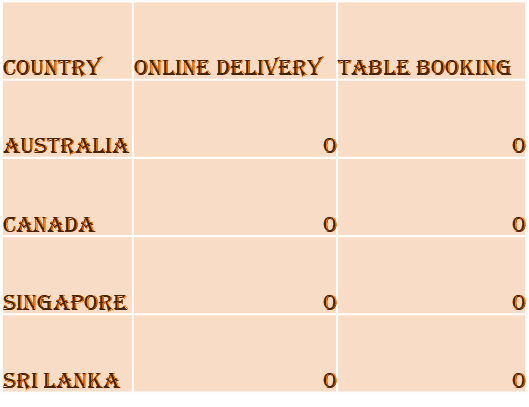 COUNTRY ONLINE DELIVERY TABLE BOOKING
AUSTRALIA 0 0
CANADA 0 0
SINGAPORE 0 0
SRI LANKA 0 0